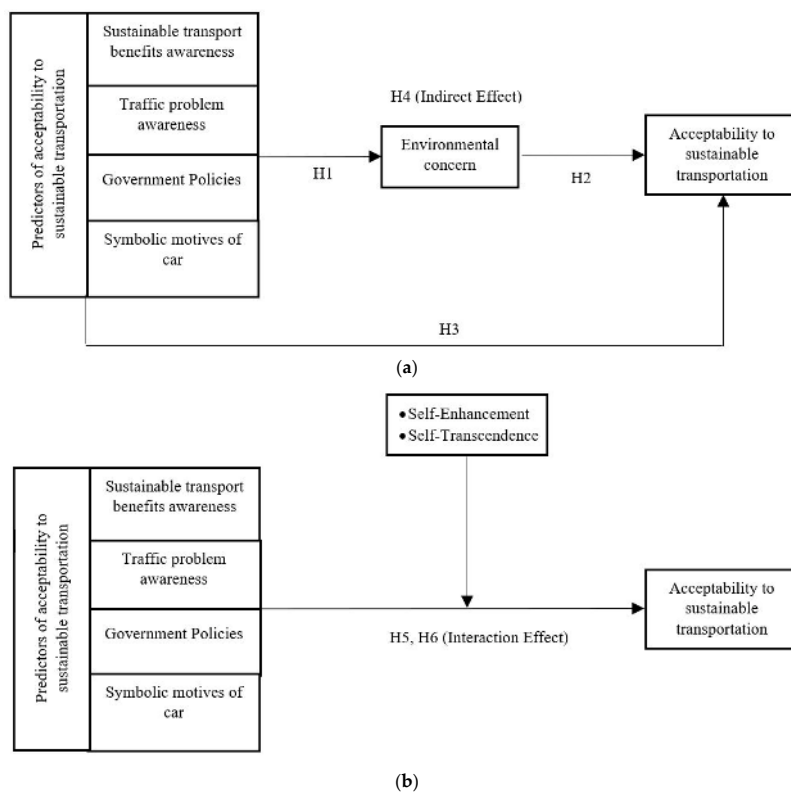 Predictors of acceptability to
sustainable transportation
Sustainable transport
benefits awareness
Traffic problem
awareness
Government Policies
Symbolic motives of
car
H1
H4 (Indirect Effect)
Environmental
concern
H2
Acceptability to
sustainable
transportation
H3
(a)
●Self-Enhancement
●Self-Transcendence
Predictors of acceptability to
sustainable transportation
Sustainable transport
benefits awareness
Traffic problem
awareness
Government Policies
Symbolic motives of
car
H5, H6 (Interaction Effect)
Acceptability to
sustainable
transportation
(b)